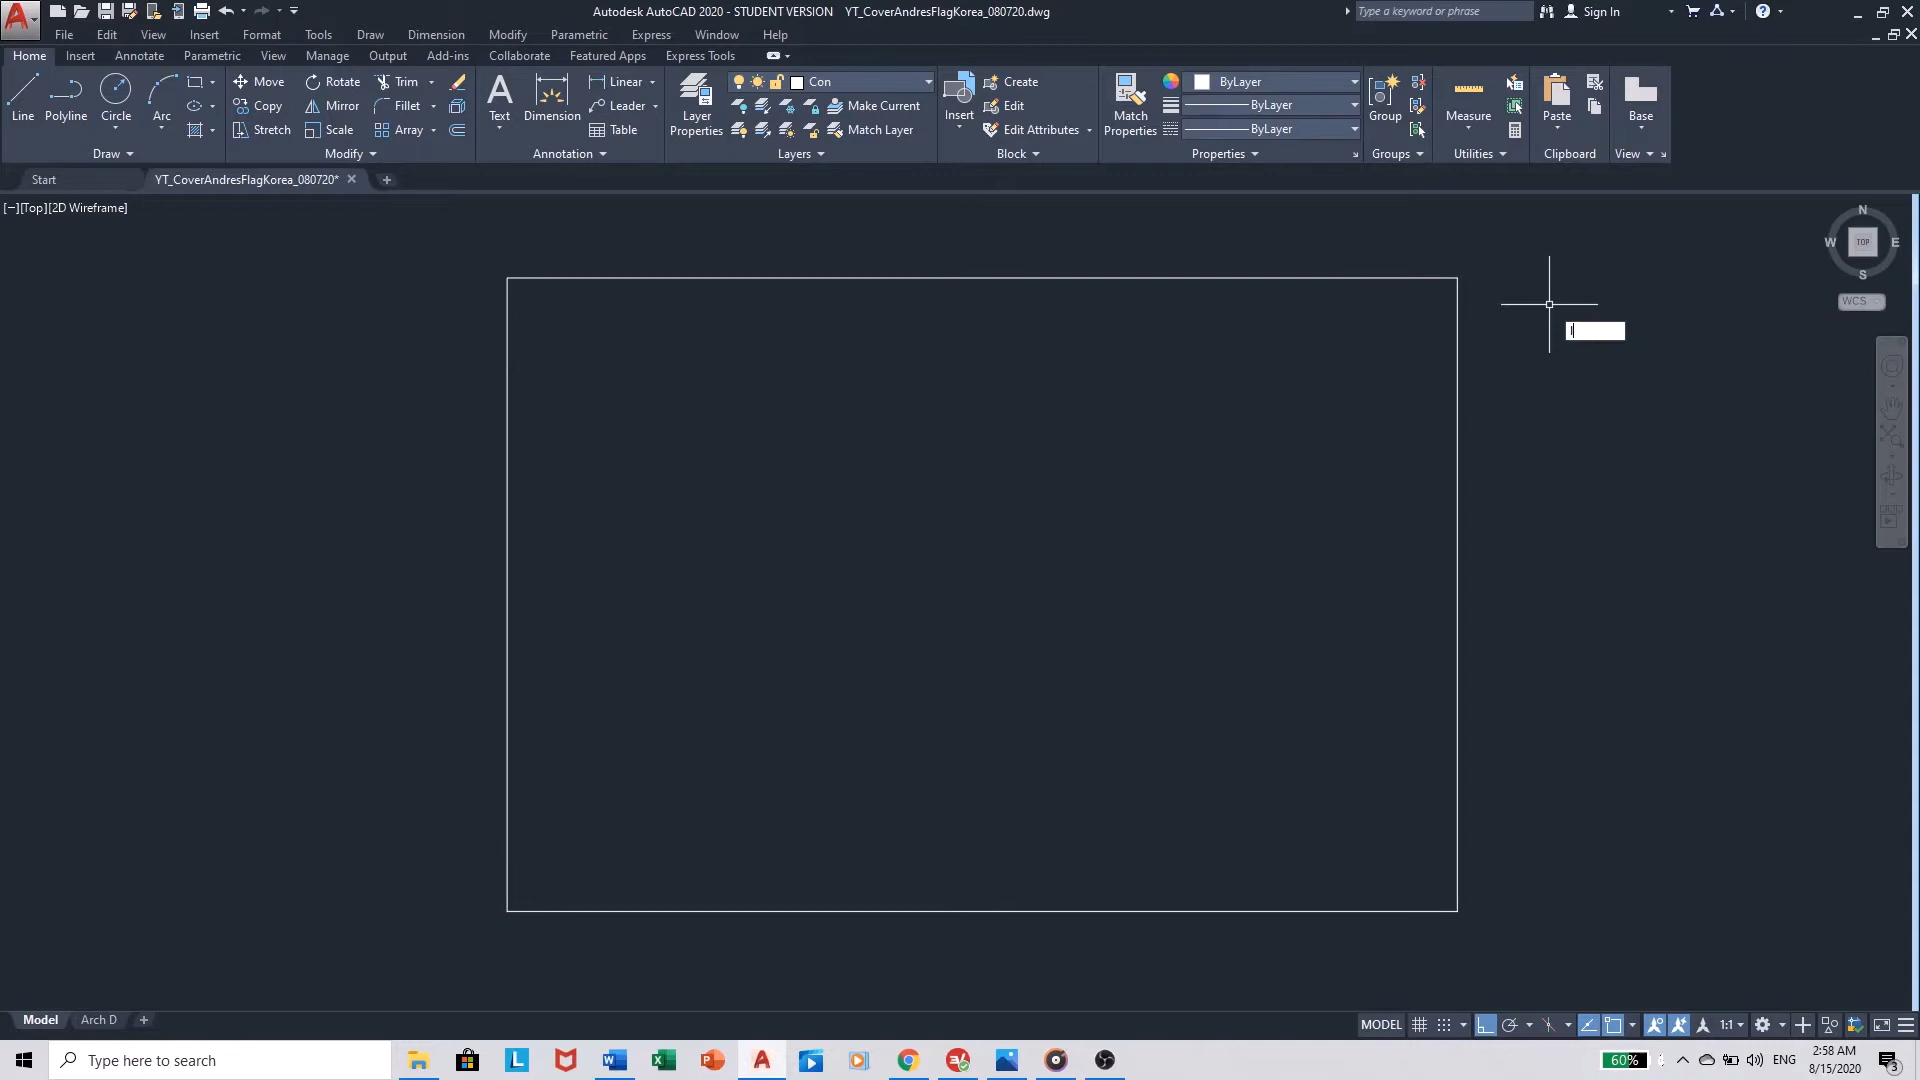 Autodesk AutoCAD 2020 - STUDENT VERSION YT_CoverAndresFlagKorea_080720.dwg
Type a keyword or phrase
Sign In
File Edit View Insert Format Tools Draw Dimension Modify Parametric Express Window Help
Home Insert Annotate Parametric View Manage Output Add-ins Collaborate Featured Apps Express Tools
Line Polyline Circle Arc
Move Rotate Trim
Copy Mirror Fillet
Stretch Scale Array
Text Dimension
Linear
Leader
Table
Layer Properties
Con
Make Current
Match Layer
Insert
Create
Edit
Edit Attributes
Match Properties
ByLayer
ByLayer
ByLayer
Group
Measure
Paste
Base
Draw Modify Annotation Layers Block Properties Groups Utilities Clipboard View
Start YT_CoverAndresFlagKorea_080720*
[−][Top][2D Wireframe]
N
W TOP E
S
WCS
Model Arch D
MODEL
1:1
Type here to search
60%
ENG
2:58 AM
8/15/2020
3